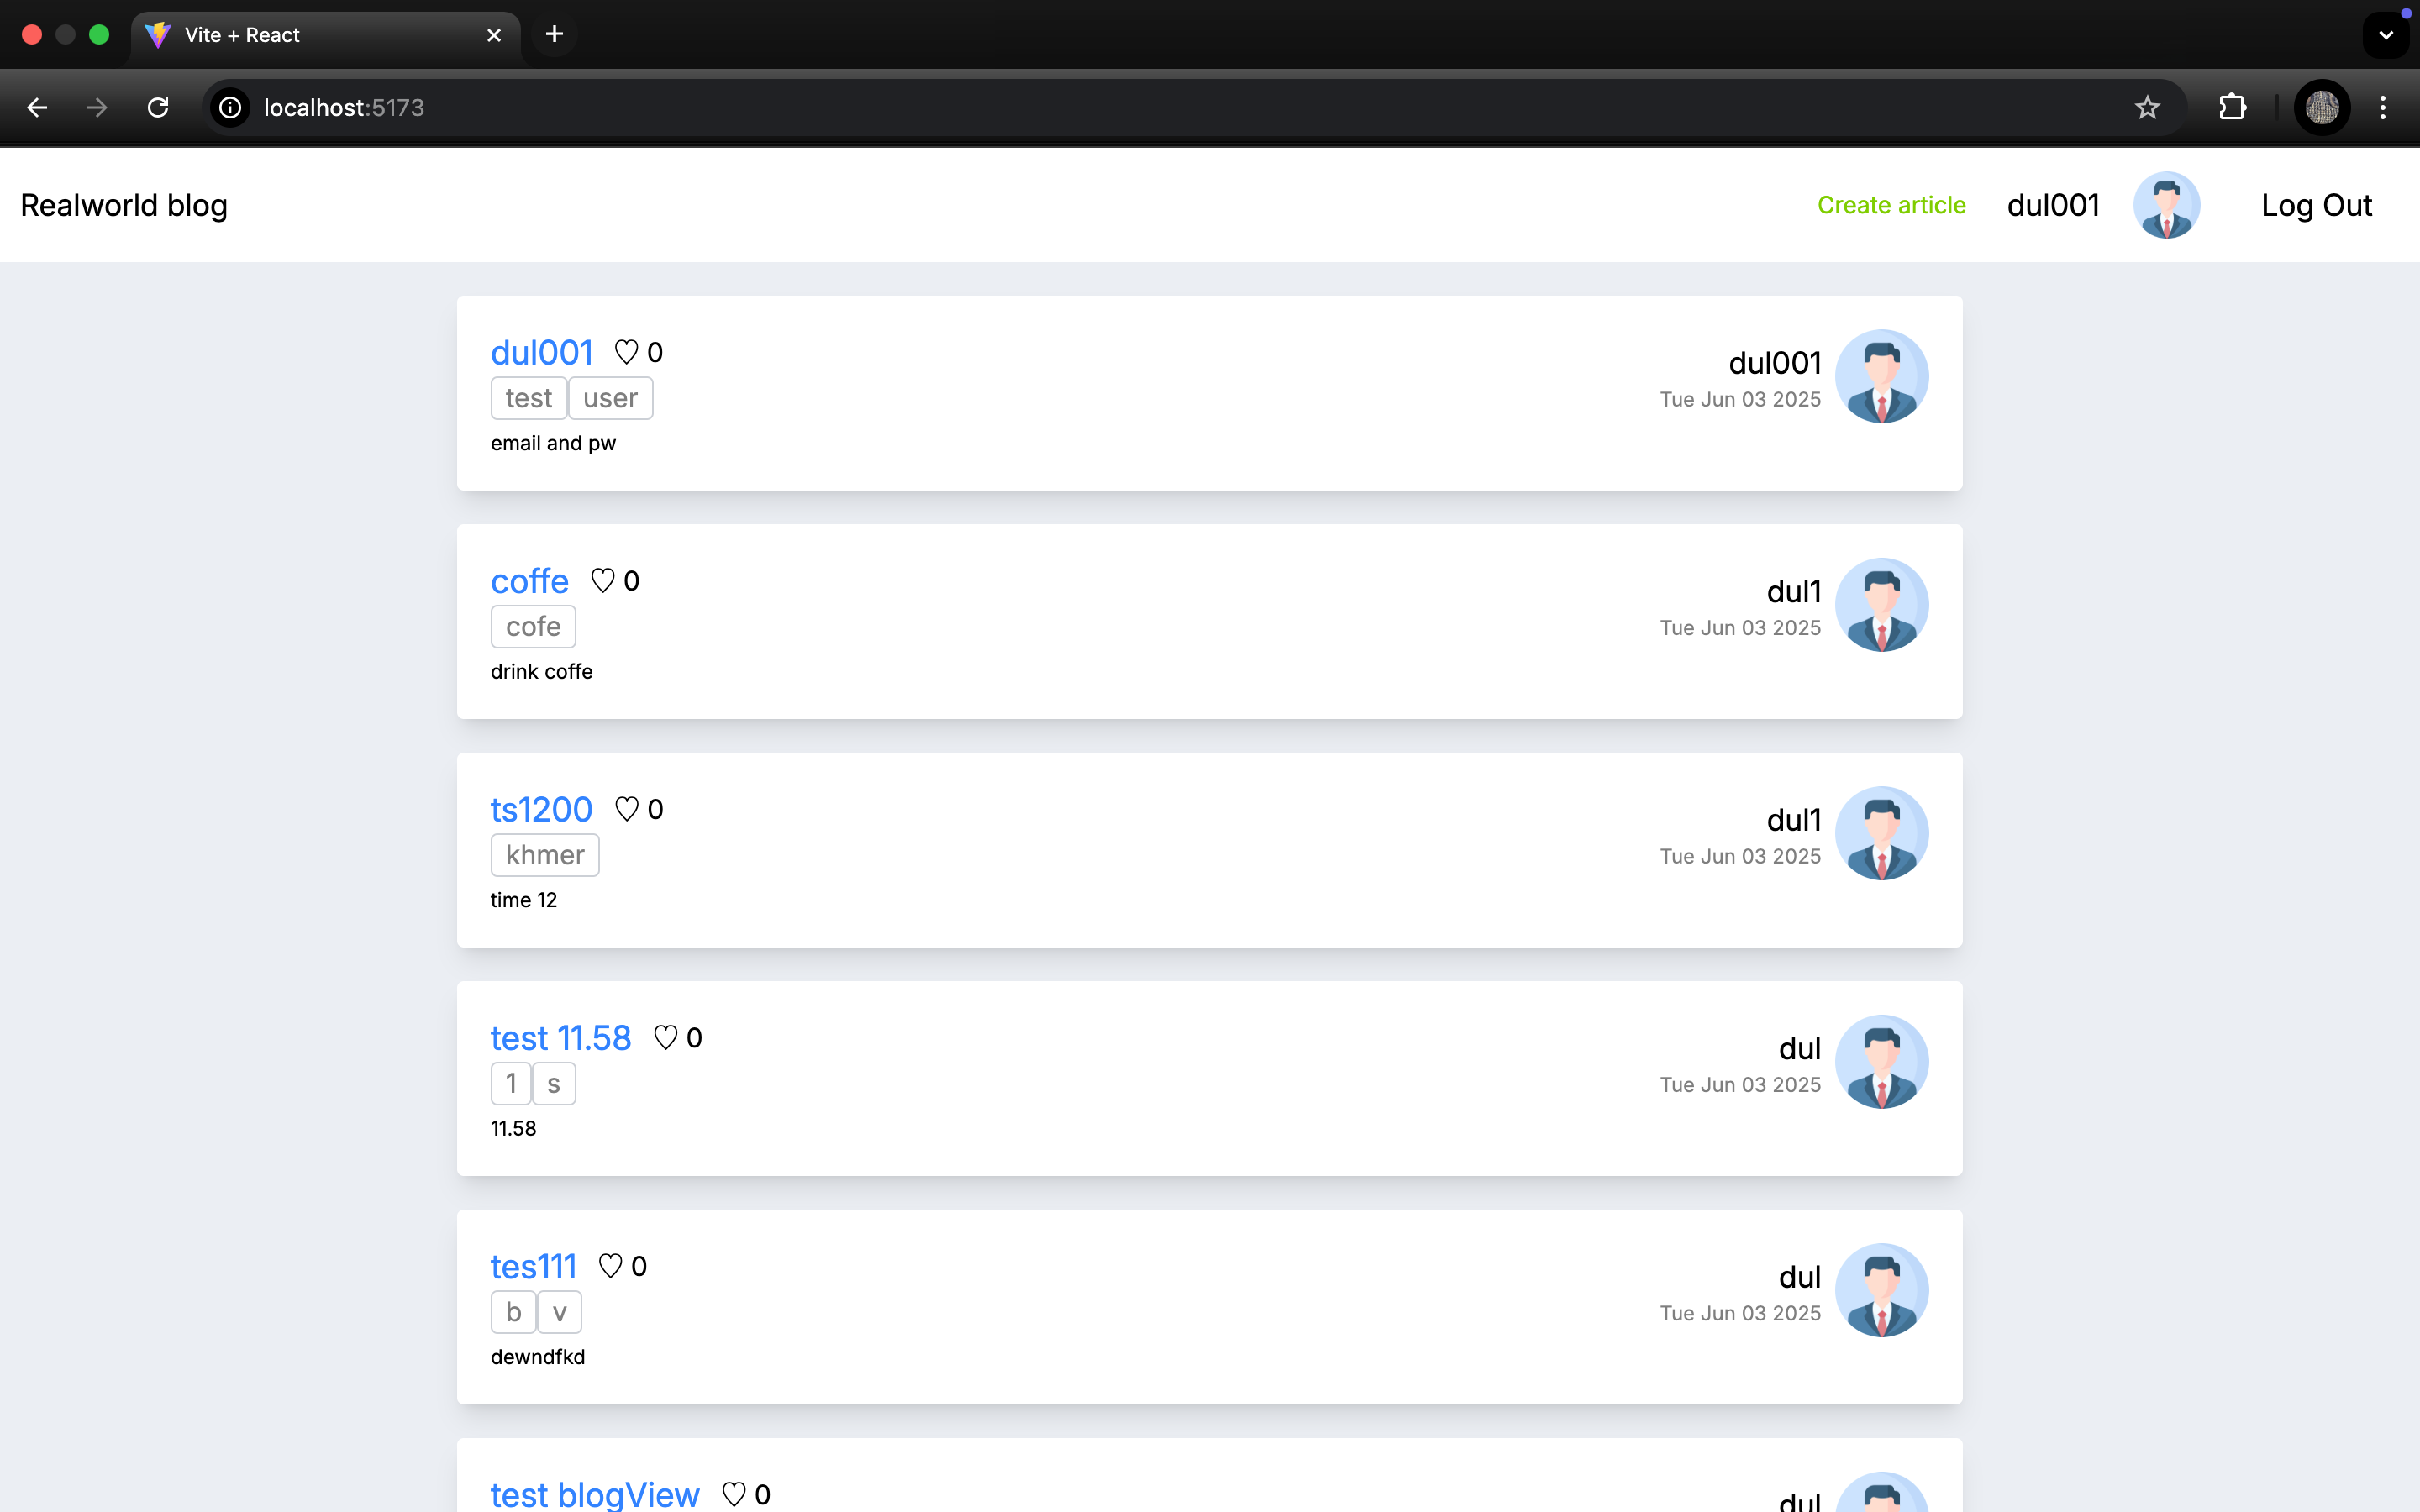 Vite + React
localhost:5173
Realworld blog
Create article
dul001
Log Out
dul001 0
test user
email and pw
dul001
Tue Jun 03 2025
coffe 0
cofe
drink coffe
dul1
Tue Jun 03 2025
ts1200 0
khmer
time 12
dul1
Tue Jun 03 2025
test 11.58 0
1 s
11.58
dul
Tue Jun 03 2025
tes111 0
b v
dewndfkd
dul
Tue Jun 03 2025
test blogView 0
dul